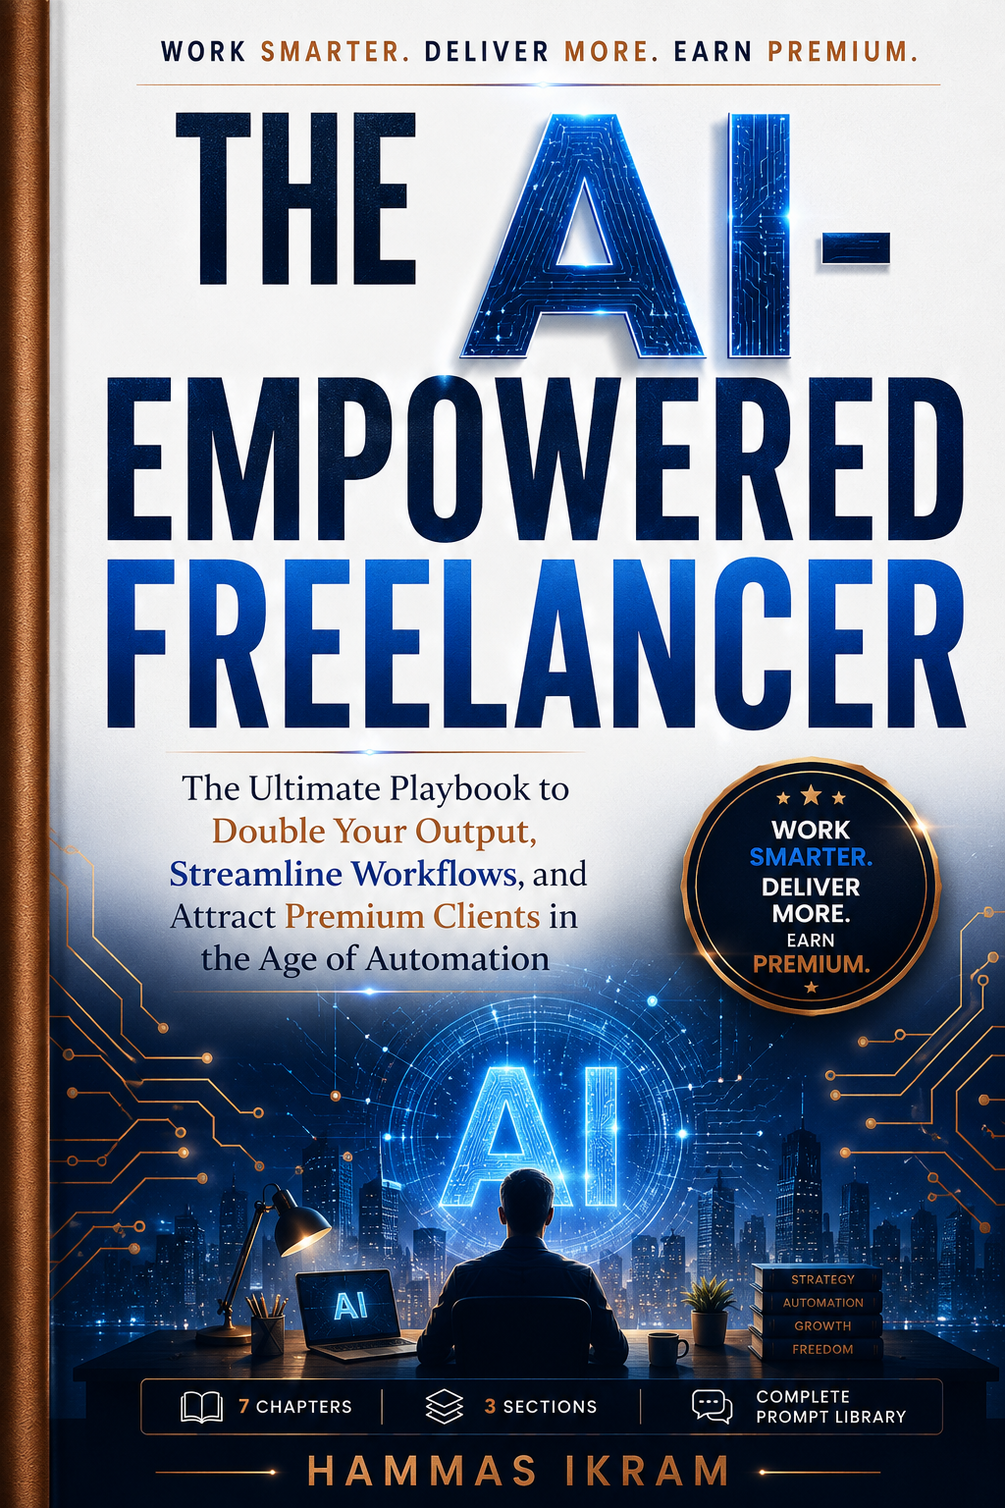 WORK SMARTER. DELIVER MORE. EARN PREMIUM.
THE AI-
EMPOWERED
FREELANCER
The Ultimate Playbook to
Double Your Output,
Streamline Workflows, and
Attract Premium Clients in
the Age of Automation
WORK
SMARTER.
DELIVER
MORE.
EARN
PREMIUM.
AI
AI
STRATEGY
AUTOMATION
GROWTH
FREEDOM
7 CHAPTERS
3 SECTIONS
COMPLETE
PROMPT LIBRARY
HAMMAS IKRAM